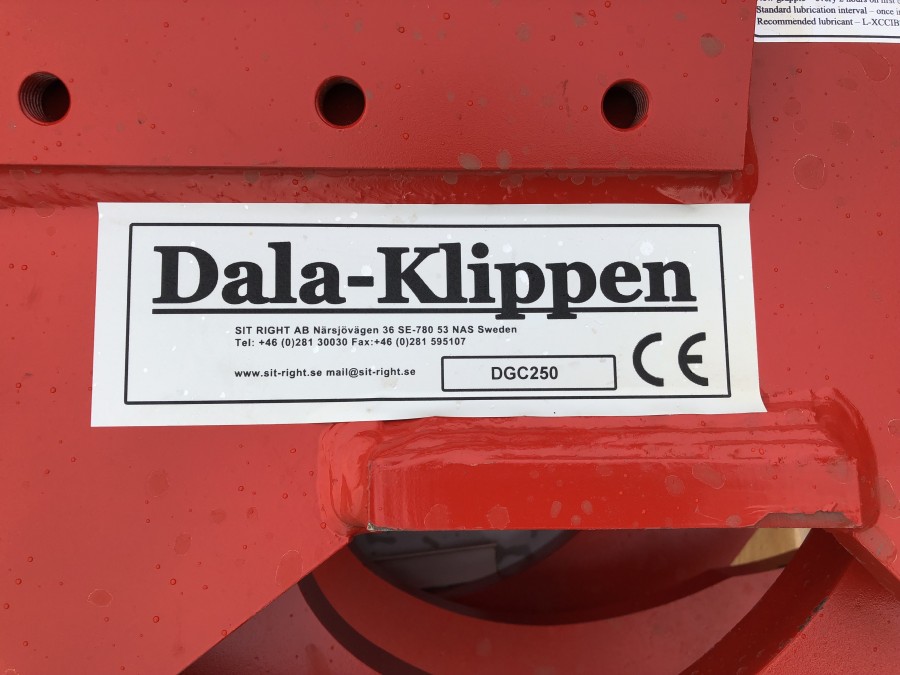 Standard lubrication interval – once
Recommended lubricant –
Dala-Klippen
SIT RIGHT AB Närsjövägen 36 SE-780 53 NAS Sweden
Tel: +46 (0)281 30030 Fax:+46 (0)281 595107
www.sit-right.se mail@sit-right.se
DGC250
CE